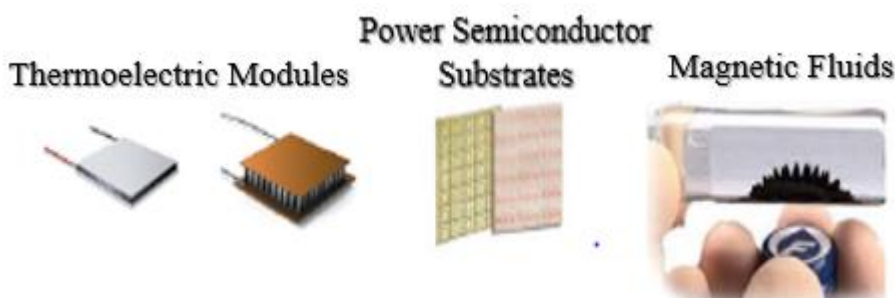 Thermoelectric Modules
Power Semiconductor
Substrates
Magnetic Fluids